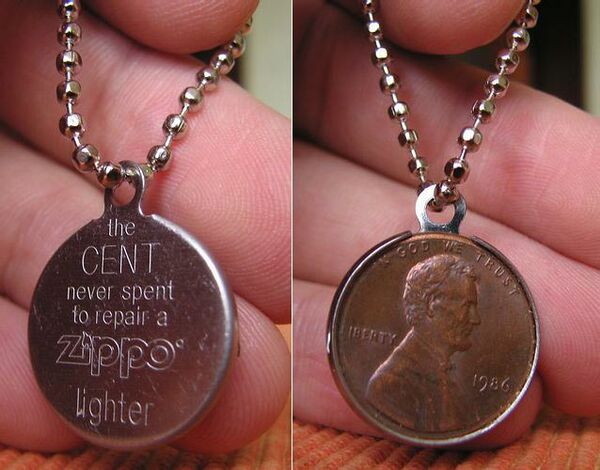 the
CENT
never spent
to repair a
Zippo®
lighter
IN GOD WE TRUST
LIBERTY
1986